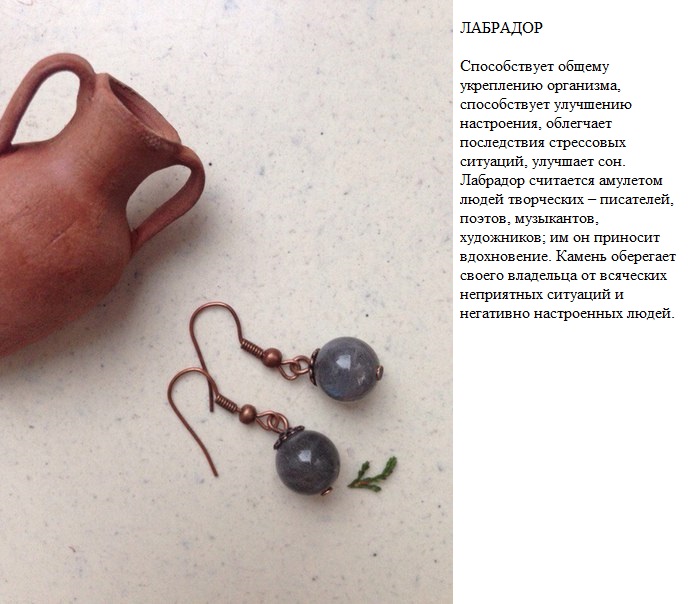 ЛАБРАДОР
Способствует общему
укреплению организма,
способствует улучшению
настроения, облегчает
последствия стрессовых
ситуаций, улучшает сон.
Лабрадор считается амулетом
людей творческих – писателей,
поэтов, музыкантов,
художников; им он приносит
вдохновение. Камень оберегает
своего владельца от всяческих
неприятных ситуаций и
негативно настроенных людей.